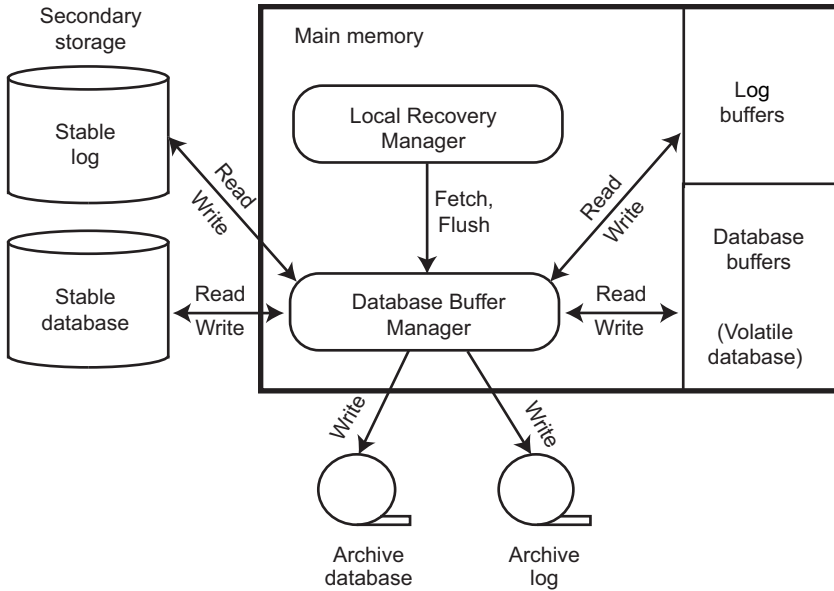 Secondary
storage
Main memory
Stable
log
Local Recovery
Manager
Log
buffers
Read
Write
Fetch,
Flush
Read
Write
Stable
database
Read
Write
Database Buffer
Manager
Read
Write
Database
buffers
(Volatile
database)
Write
Write
Archive
database
Archive
log